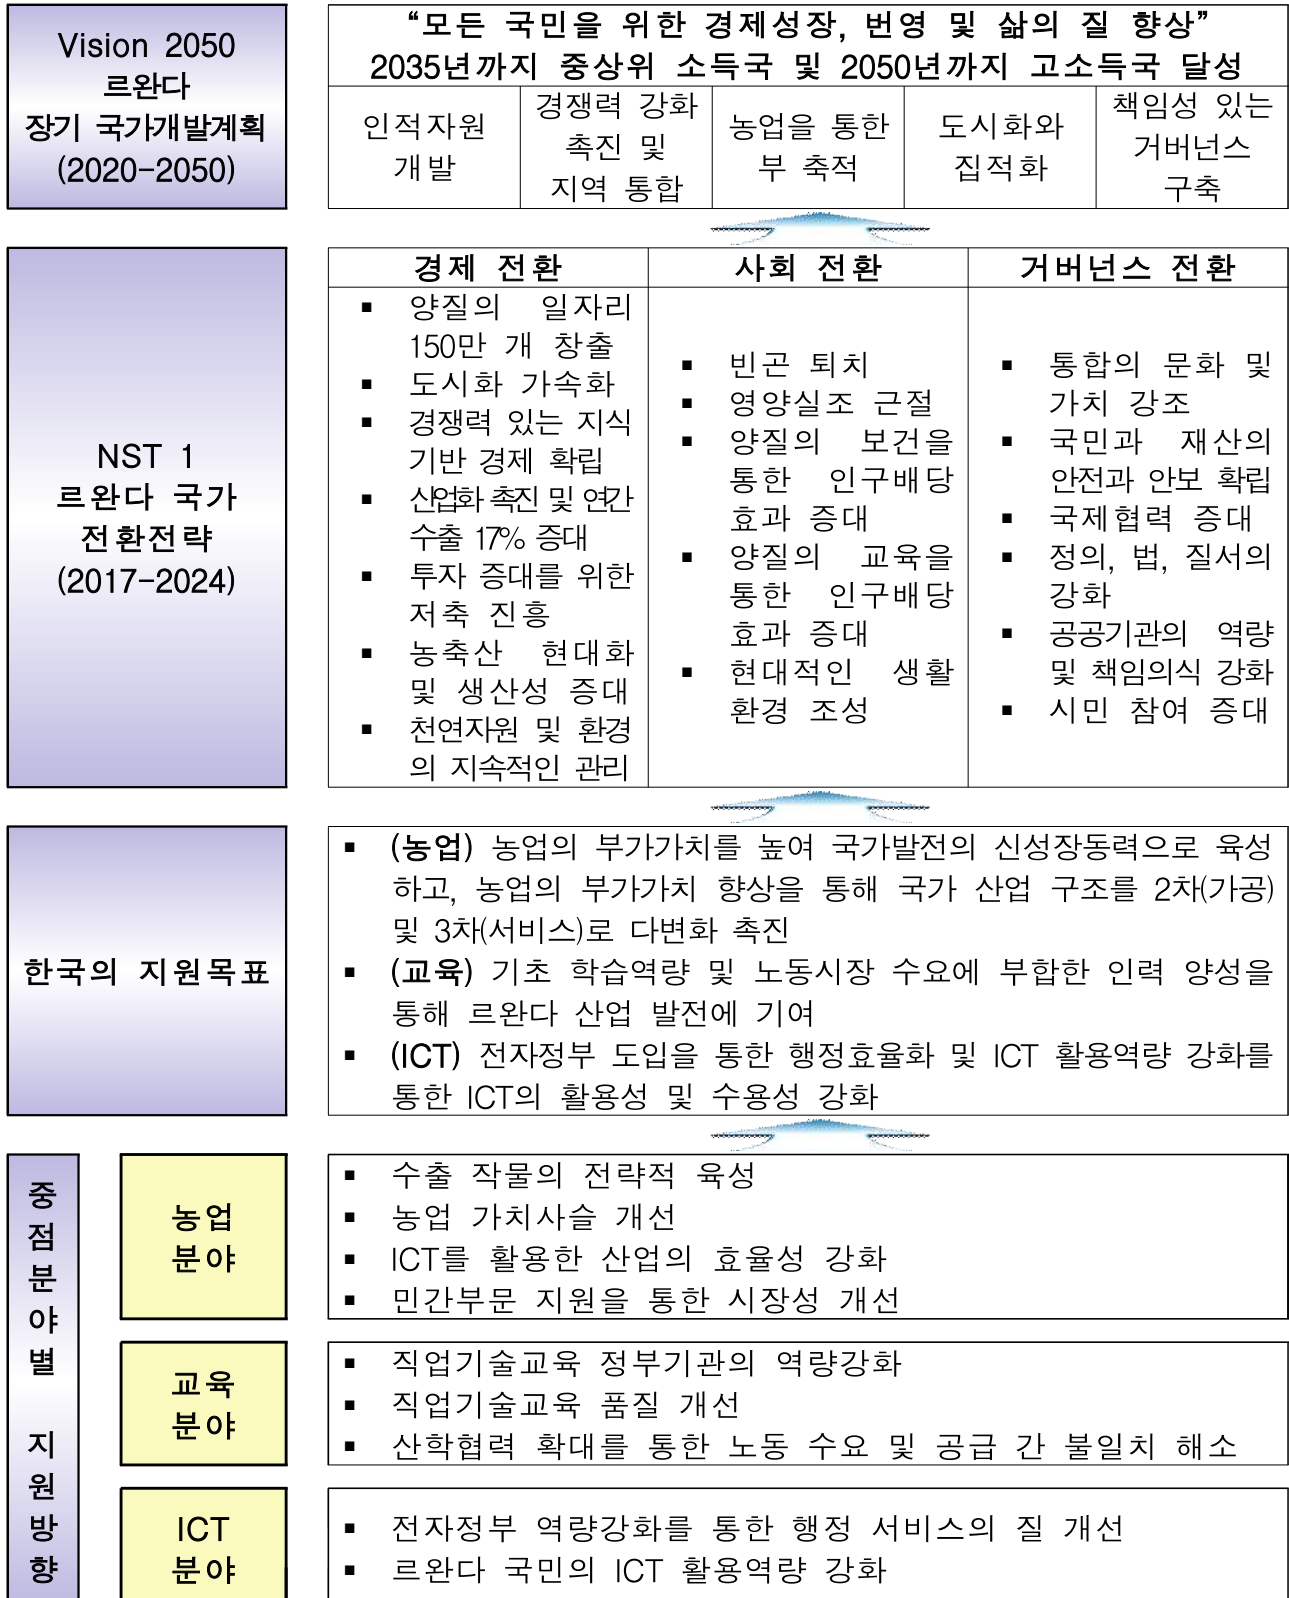 Vision 2050
르완다
장기 국가개발계획
(2020-2050)
“모든 국민을 위한 경제성장, 번영 및 삶의 질 향상”
2035년까지 중상위 소득국 및 2050년까지 고소득국 달성
인적자원
개발
경쟁력 강화
촉진 및
지역 통합
농업을 통한
부 축적
도시화와
집적화
책임성 있는
거버넌스
구축
NST 1
르완다 국가
전환전략
(2017-2024)
경제 전환
▪ 양질의 일자리
150만 개 창출
▪ 도시화 가속화
▪ 경쟁력 있는 지식
기반 경제 확립
▪ 산업화 촉진 및 연간
수출 17% 증대
▪ 투자 증대를 위한
저축 진흥
▪ 농축산 현대화
및 생산성 증대
▪ 천연자원 및 환경
의 지속적인 관리
사회 전환
▪ 빈곤 퇴치
▪ 영양실조 근절
▪ 양질의 보건을
통한 인구배당
효과 증대
▪ 양질의 교육을
통한 인구배당
효과 증대
▪ 현대적인 생활
환경 조성
거버넌스 전환
▪ 통합의 문화 및
가치 강조
▪ 국민과 재산의
안전과 안보 확립
▪ 국제협력 증대
▪ 정의, 법, 질서의
강화
▪ 공공기관의 역량
및 책임의식 강화
▪ 시민 참여 증대
한국의 지원목표
▪ (농업) 농업의 부가가치를 높여 국가발전의 신성장동력으로 육성
하고, 농업의 부가가치 향상을 통해 국가 산업 구조를 2차(가공)
및 3차(서비스)로 다변화 촉진
▪ (교육) 기초 학습역량 및 노동시장 수요에 부합한 인력 양성을
통해 르완다 산업 발전에 기여
▪ (ICT) 전자정부 도입을 통한 행정효율화 및 ICT 활용역량 강화를
통한 ICT의 활용성 및 수용성 강화
중
점
분
야
별
지
원
방
향
농업
분야
▪ 수출 작물의 전략적 육성
▪ 농업 가치사슬 개선
▪ ICT를 활용한 산업의 효율성 강화
▪ 민간부문 지원을 통한 시장성 개선
교육
분야
▪ 직업기술교육 정부기관의 역량강화
▪ 직업기술교육 품질 개선
▪ 산학협력 확대를 통한 노동 수요 및 공급 간 불일치 해소
ICT
분야
▪ 전자정부 역량강화를 통한 행정 서비스의 질 개선
▪ 르완다 국민의 ICT 활용역량 강화